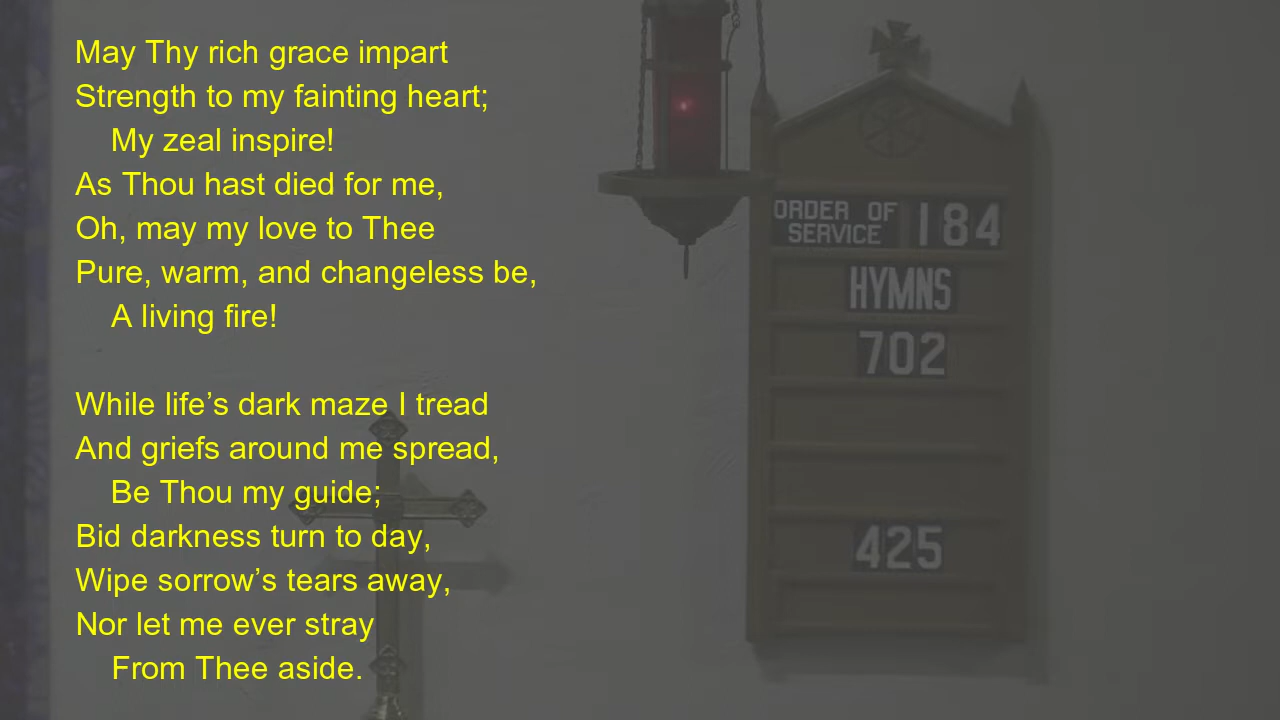 May Thy rich grace impart
Strength to my fainting heart;
My zeal inspire!
As Thou hast died for me,
Oh, may my love to Thee
Pure, warm, and changeless be,
A living fire!

While life’s dark maze I tread
And griefs around me spread,
Be Thou my guide;
Bid darkness turn to day,
Wipe sorrow’s tears away,
Nor let me ever stray
From Thee aside.

ORDER OF
SERVICE 184
HYMNS
702
425